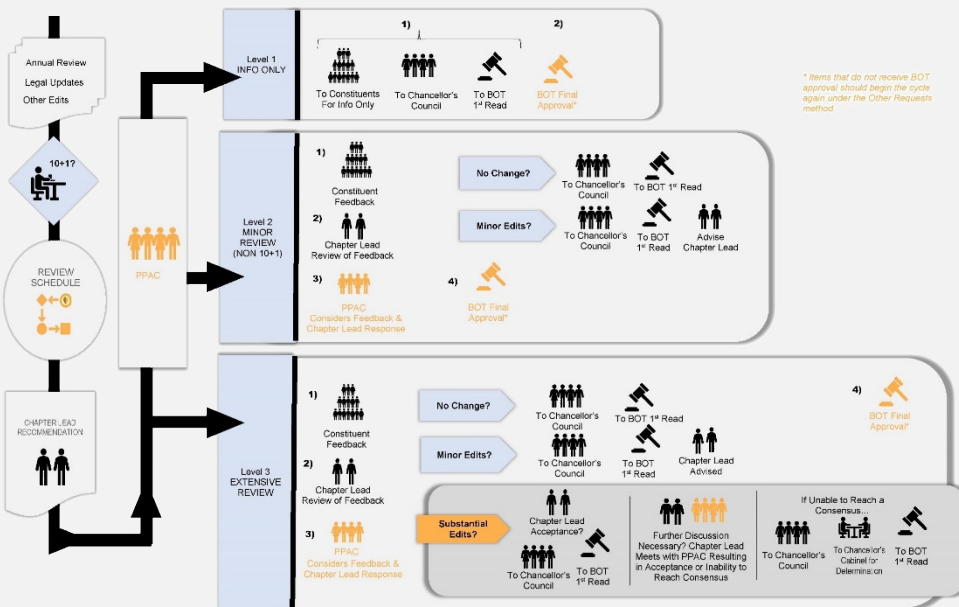 Annual Review
Legal Updates
Other Edits
10+1?
REVIEW
SCHEDULE
CHAPTER LEAD
RECOMMENDATION
PPAC
Level 1
INFO ONLY
1)
To Constituents
For Info Only
To Chancellor's
Council
To BOT
1st Read
2)
BOT Final
Approval*
* Items that do not receive BOT
approval should begin the cycle
again under the Other Requests
method.
Level 2
MINOR
REVIEW
(NON 10+1)
1)
Constituent
Feedback
2)
Chapter Lead
Review of Feedback
3)
PPAC
Considers Feedback &
Chapter Lead Response
No Change?
To Chancellor's
Council
To BOT 1st Read
Minor Edits?
To Chancellor's
Council
To BOT
1st Read
Advise
Chapter Lead
4)
BOT Final
Approval*
Level 3
EXTENSIVE
REVIEW
1)
Constituent
Feedback
2)
Chapter Lead
Review of Feedback
3)
PPAC
Considers Feedback &
Chapter Lead Response
No Change?
To Chancellor's
Council
To BOT 1st Read
Minor Edits?
To Chancellor's
Council
To BOT
1st Read
Chapter Lead
Advised
4)
BOT Final
Approval*
Substantial
Edits?
Chapter Lead
Acceptance?
To Chancellor's
Council
To BOT
1st Read
Further Discussion
Necessary? Chapter Lead
Meets with PPAC Resulting
in Acceptance or Inability to
Reach Consensus
If Unable to Reach a
Consensus...
To Chancellor's
Council
To Chancellor's
Cabinet for
Determination
To BOT
1st Read